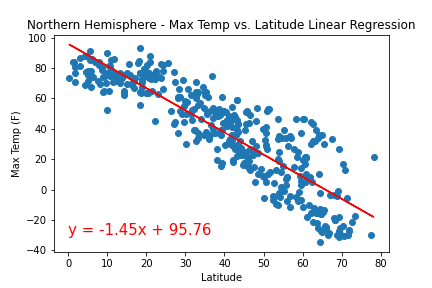 Northern Hemisphere - Max Temp vs. Latitude Linear Regression
100
80
60
40
20
0
−20
−40
Max Temp (F)
y = -1.45x + 95.76
0 10 20 30 40 50 60 70 80
Latitude